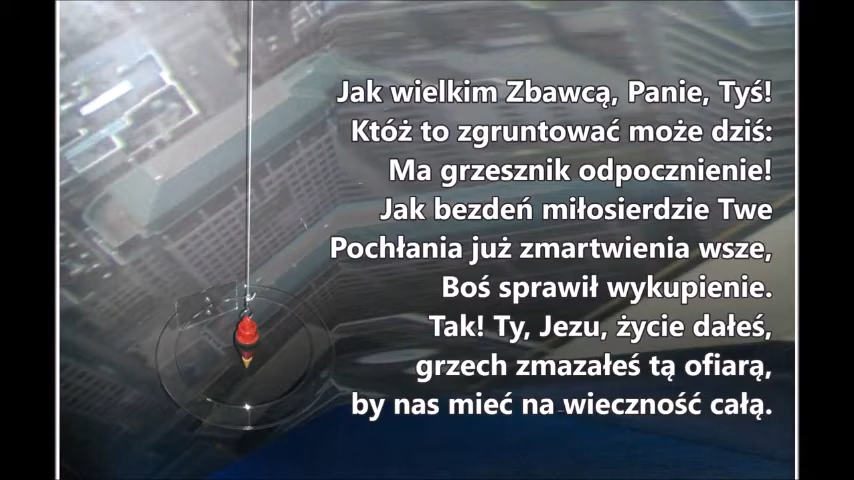 Jak wielkim Zbawcą, Panie, Tyś!
Któż to zgruntować może dziś:
Ma grzesznik odpocznienie!
Jak bezdeń miłosierdzie Twe
Pochłania już zmartwienia wsze,
Boś sprawił wykupienie.
Tak! Ty, Jezu, życie dałeś,
grzech zmazałeś tą ofiarą,
by nas mieć na wieczność całą.